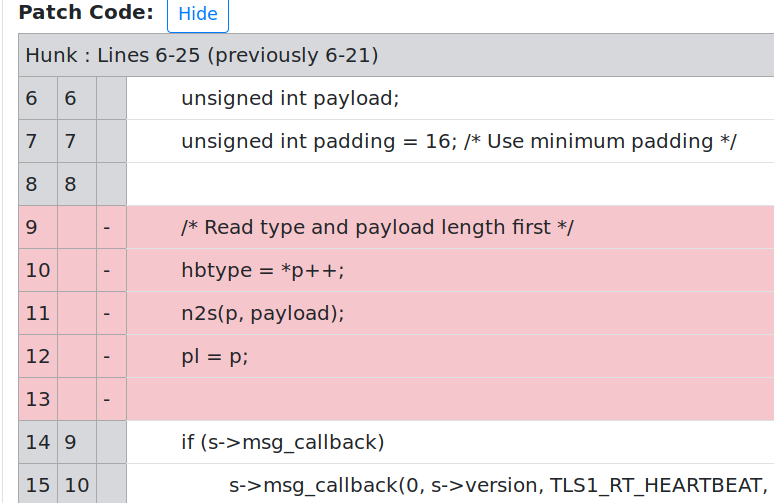 Patch Code: Hide
Hunk : Lines 6-25 (previously 6-21)
6 6 unsigned int payload;
7 7 unsigned int padding = 16; /* Use minimum padding */
8 8
9 - /* Read type and payload length first */
10 - hbtype = *p++;
11 - n2s(p, payload);
12 - pl = p;
13 -
14 9 if (s->msg_callback)
15 10 s->msg_callback(0, s->version, TLS1_RT_HEARTBEAT,